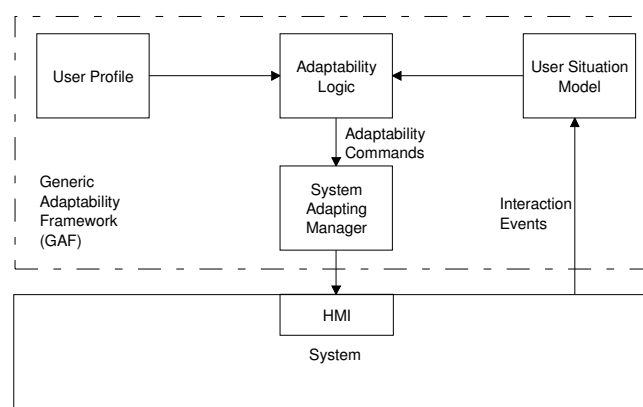 User Profile
Adaptability
Logic
User Situation
Model
Adaptability
Commands
Generic
Adaptability
Framework
(GAF)
System
Adapting
Manager
Interaction
Events
HMI
System